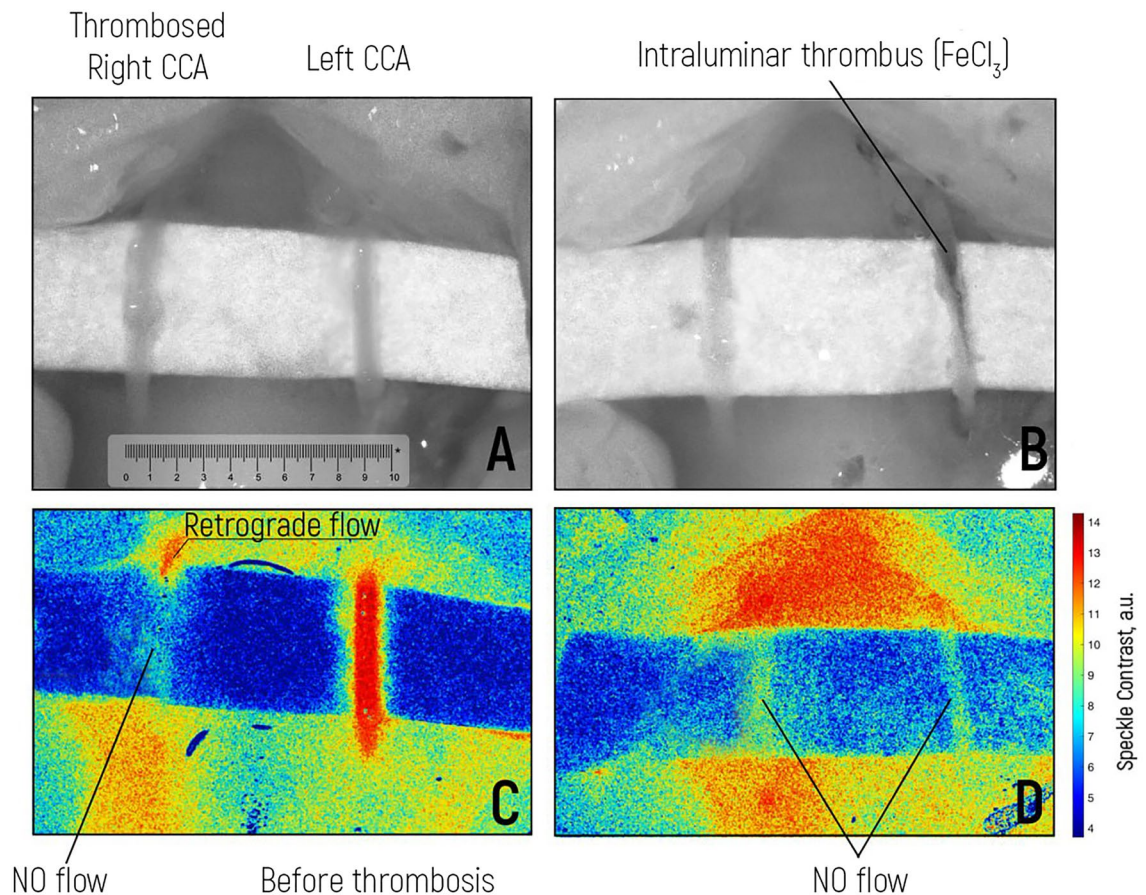 Thrombosed
Right CCA
Left CCA
Intraluminar thrombus (FeCl₃)
A
0 1 2 3 4 5 6 7 8 9 10
*
B
Retrograde flow
C
D
14
13
12
11
10
9
8
7
6
5
4
Speckle Contrast, a.u.
NO flow
Before thrombosis
NO flow